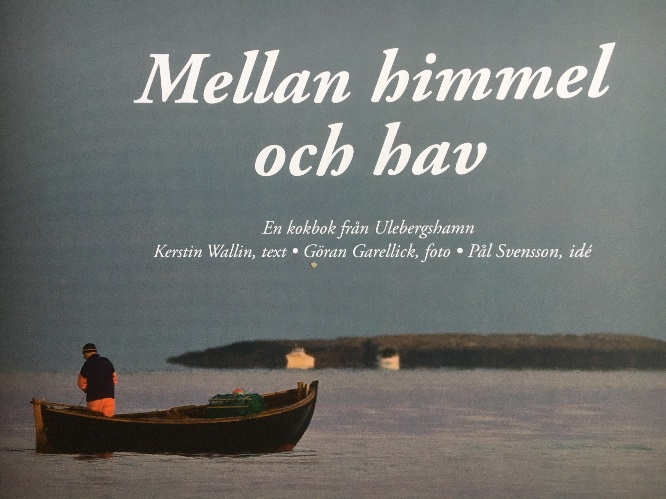 Mellan himmel
och hav
En kokbok från Ulebergshamn
Kerstin Wallin, text • Göran Garellick, foto • Pål Svensson, idé